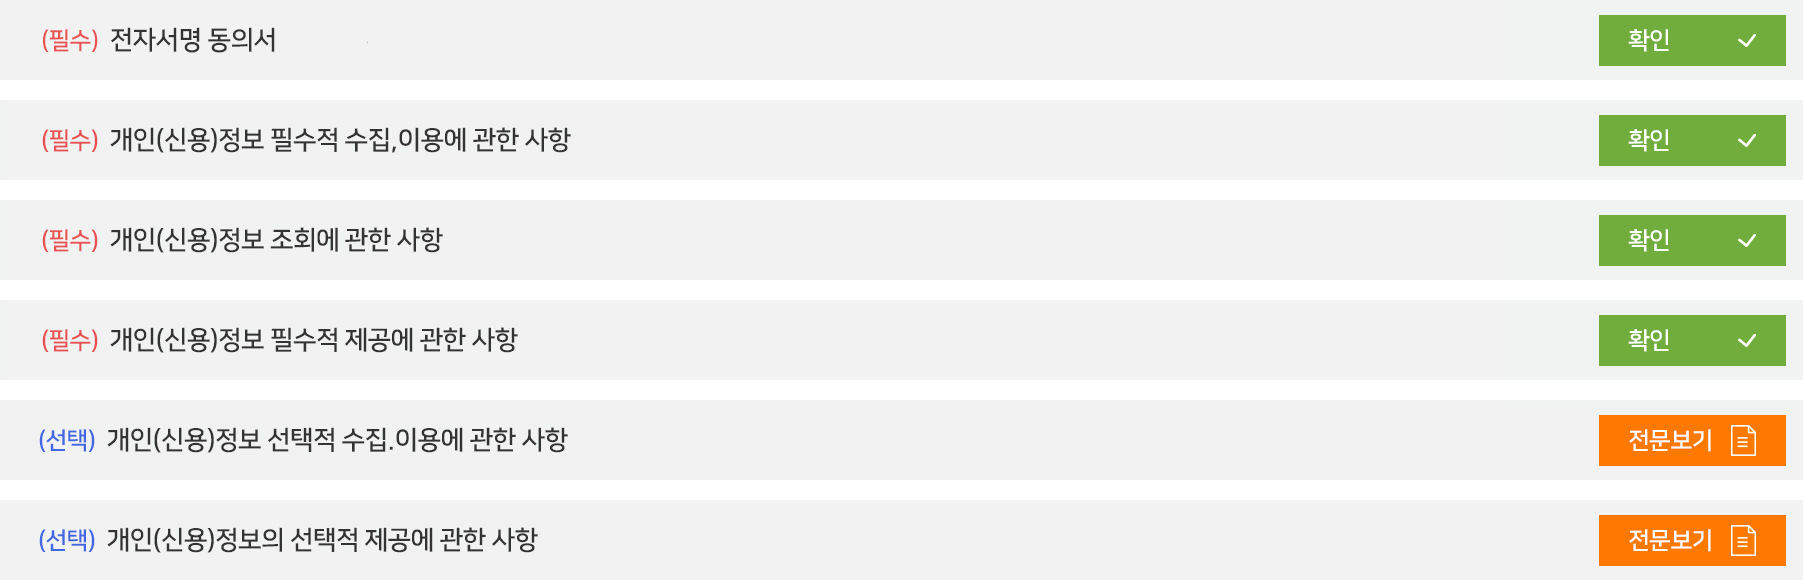 (필수) 전자서명 동의서 확인
(필수) 개인(신용)정보 필수적 수집,이용에 관한 사항 확인
(필수) 개인(신용)정보 조회에 관한 사항 확인
(필수) 개인(신용)정보 필수적 제공에 관한 사항 확인
(선택) 개인(신용)정보 선택적 수집.이용에 관한 사항 전문보기
(선택) 개인(신용)정보의 선택적 제공에 관한 사항 전문보기